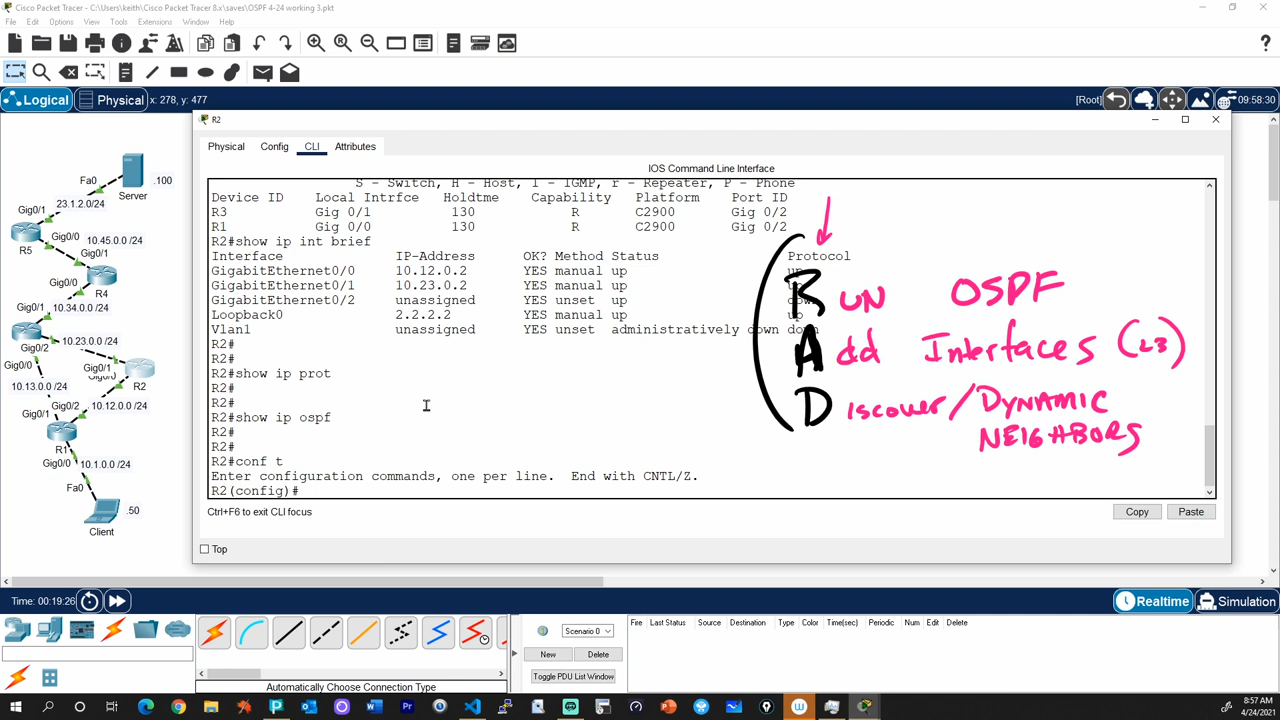 Cisco Packet Tracer - C:\Users\keith\Cisco Packet Tracer 8.x\saves\OSPF 4-24 working 3.pkt
File Edit Options View Tools Extensions Window Help
Logical Physical x: 278, y: 477 [Root] 09:58:30
R2
Physical Config CLI Attributes
IOS Command Line Interface
S - Switch, H - Host, I - IGMP, r - Repeater, P - Phone
Device ID Local Intrfce Holdtme Capability Platform Port ID
R3 Gig 0/1 130 R C2900 Gig 0/2
R1 Gig 0/0 130 R C2900 Gig 0/2
R2#show ip int brief
Interface IP-Address OK? Method Status Protocol
GigabitEthernet0/0 10.12.0.2 YES manual up up
GigabitEthernet0/1 10.23.0.2 YES manual up up
GigabitEthernet0/2 unassigned YES unset up down
Loopback0 2.2.2.2 YES manual up up
Vlan1 unassigned YES unset administratively down down
R2#
R2#
R2#show ip prot
R2#
R2#
R2#show ip ospf
R2#
R2#
R2#conf t
Enter configuration commands, one per line. End with CNTL/Z.
R2(config)#
RUN OSPF
Add Interfaces (L3)
Discover/DYNAMIC
NEIGHBORS
Ctrl+F6 to exit CLI focus
Copy Paste
Top
Fa0 .100
Server
Gig0/1
23.1.2.0/24
Gig0/0
R5
10.45.0.0 /24
Gig0/0
R4
Gig0/1
10.34.0.0 /24
Gig0/2
10.23.0.0 /24
Gig0/1
Gig0/0
Gig0/0
R2
10.13.0.0/24
Gig0/1 Gig0/2 10.12.0.0 /24
R1
Gig0/0 10.1.0.0 /24
Fa0
.50
Client
Time: 00:19:26 Realtime Simulation
Scenario 0
New Delete
Toggle PDU List Window
Fire Last Status Source Destination Type Color Time(sec) Periodic Num Edit Delete
Automatically Choose Connection Type
8:57 AM
4/24/2021